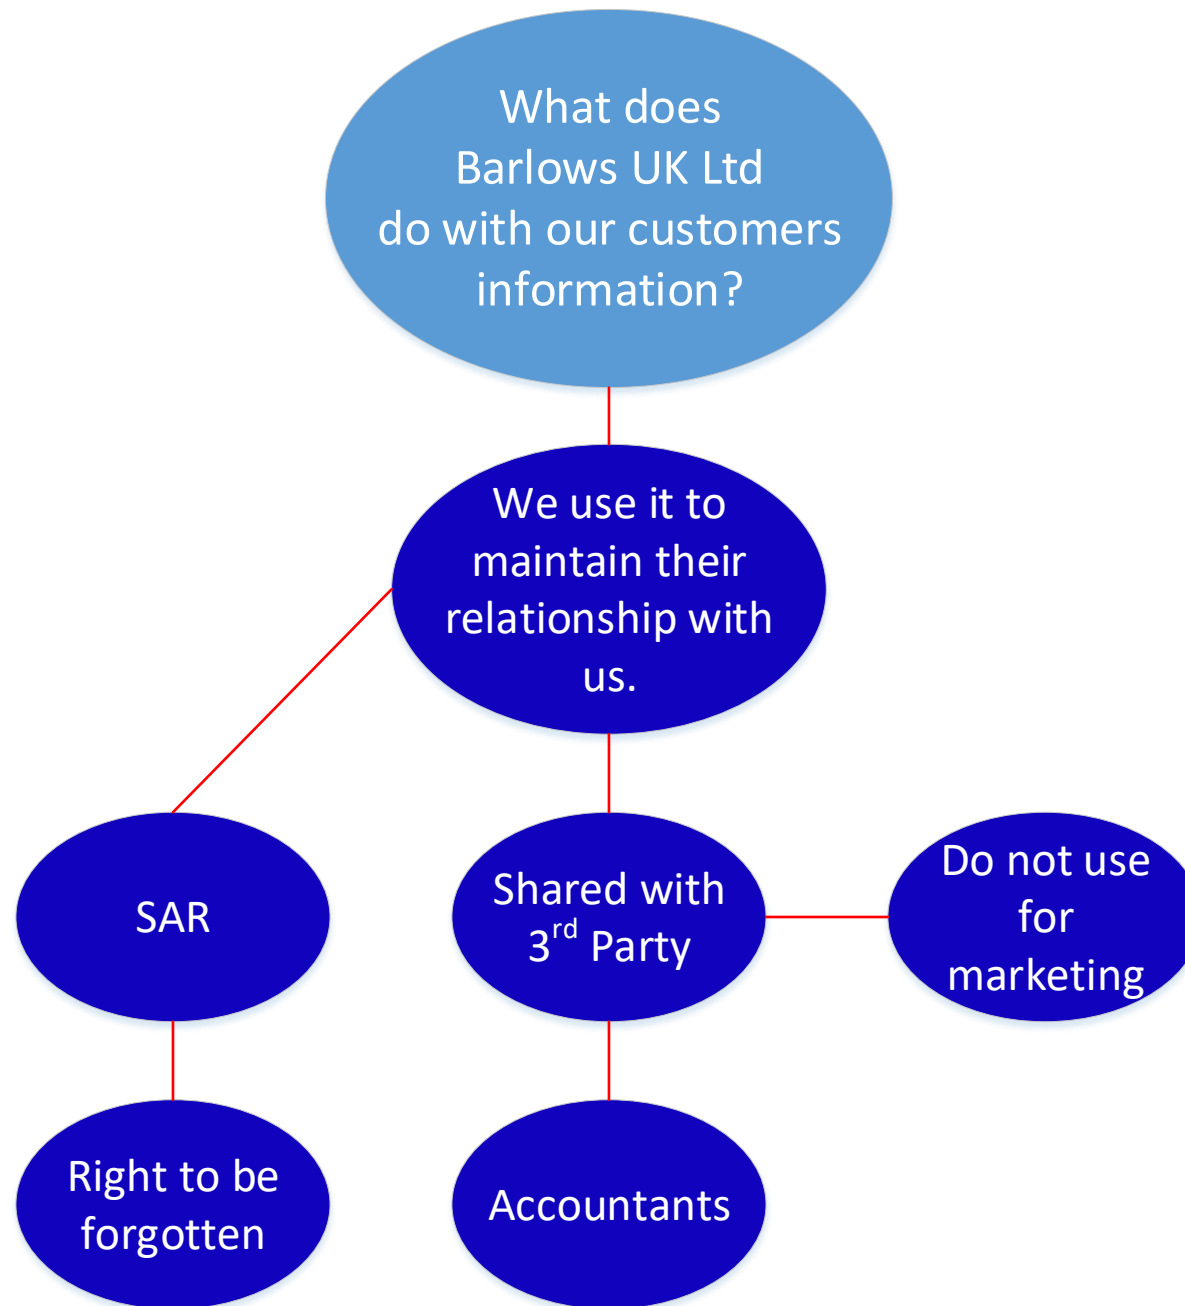 What does
Barlows UK Ltd
do with our customers
information?
We use it to
maintain their
relationship with
us.
SAR
Shared with
3rd Party
Do not use
for
marketing
Right to be
forgotten
Accountants